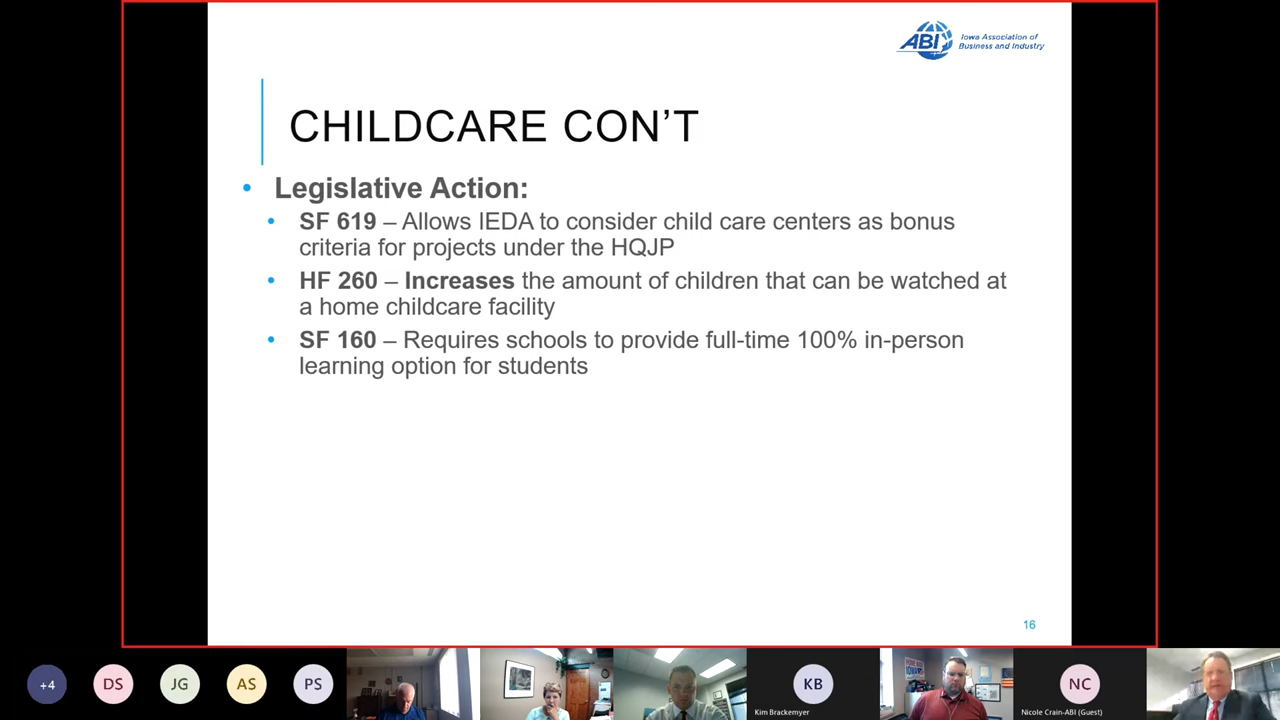 ABI
Iowa Association of
Business and Industry
CHILDCARE CON'T
• Legislative Action:
• SF 619 – Allows IEDA to consider child care centers as bonus
criteria for projects under the HQJP
• HF 260 – Increases the amount of children that can be watched at
a home childcare facility
• SF 160 – Requires schools to provide full-time 100% in-person
learning option for students
16
+4
DS
JG
AS
PS
KB
Kim Brackemyer
NC
Nicole Crain-ABI (Guest)